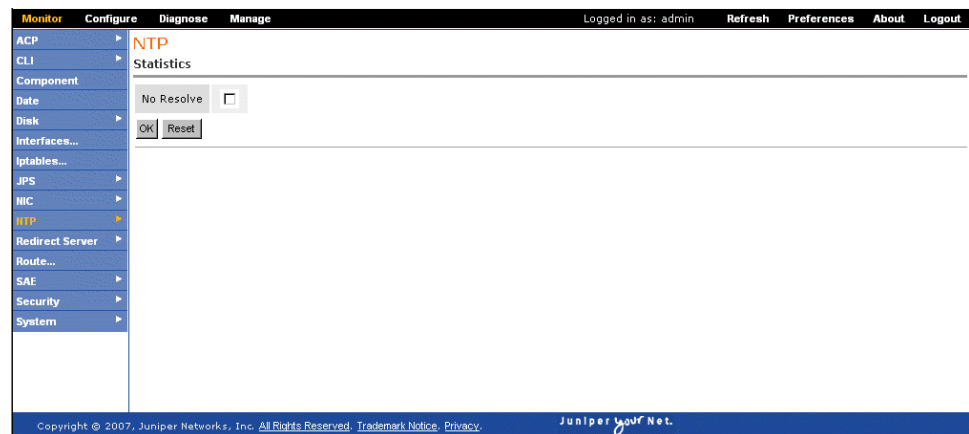 Monitor Configure Diagnose Manage Logged in as: admin Refresh Preferences About Logout
ACP
CLI
Component
Date
Disk
Interfaces...
Iptables...
JPS
NIC
NTP
Redirect Server
Route...
SAE
Security
System
NTP
Statistics
No Resolve
OK Reset
Copyright © 2007, Juniper Networks, Inc. All Rights Reserved. Trademark Notice. Privacy.
Juniper your Net.